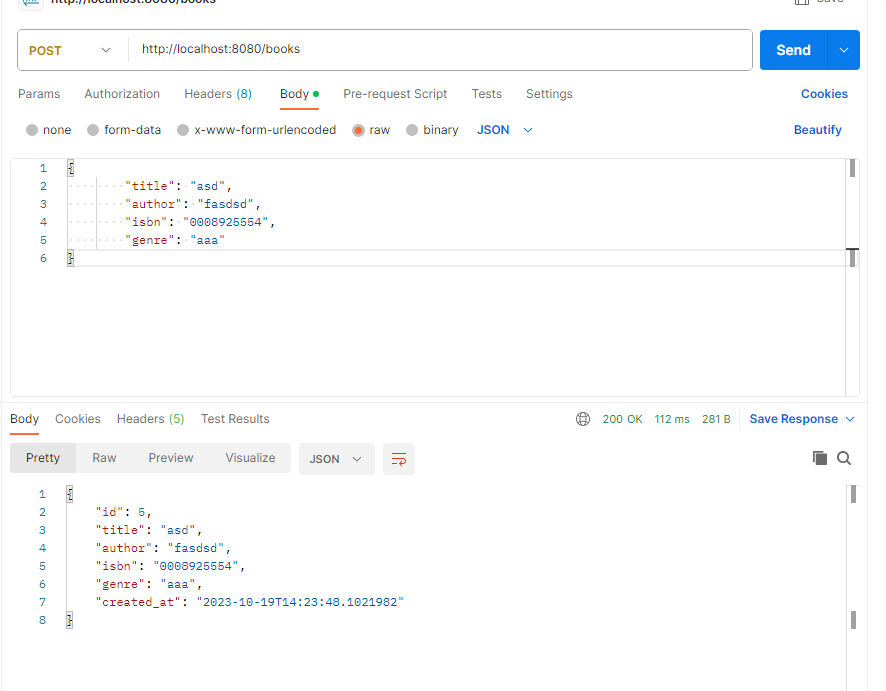 http://localhost:8080/books Save
POST http://localhost:8080/books Send
Params Authorization Headers (8) Body Pre-request Script Tests Settings Cookies
none form-data x-www-form-urlencoded raw binary JSON Beautify
1 {
2 "title": "asd",
3 "author": "fasdsd",
4 "isbn": "0008925554",
5 "genre": "aaa"
6 }
Body Cookies Headers (5) Test Results 200 OK 112 ms 281 B Save Response
Pretty Raw Preview Visualize JSON
1 {
2 "id": 5,
3 "title": "asd",
4 "author": "fasdsd",
5 "isbn": "0008925554",
6 "genre": "aaa",
7 "created_at": "2023-10-19T14:23:48.1021982"
8 }